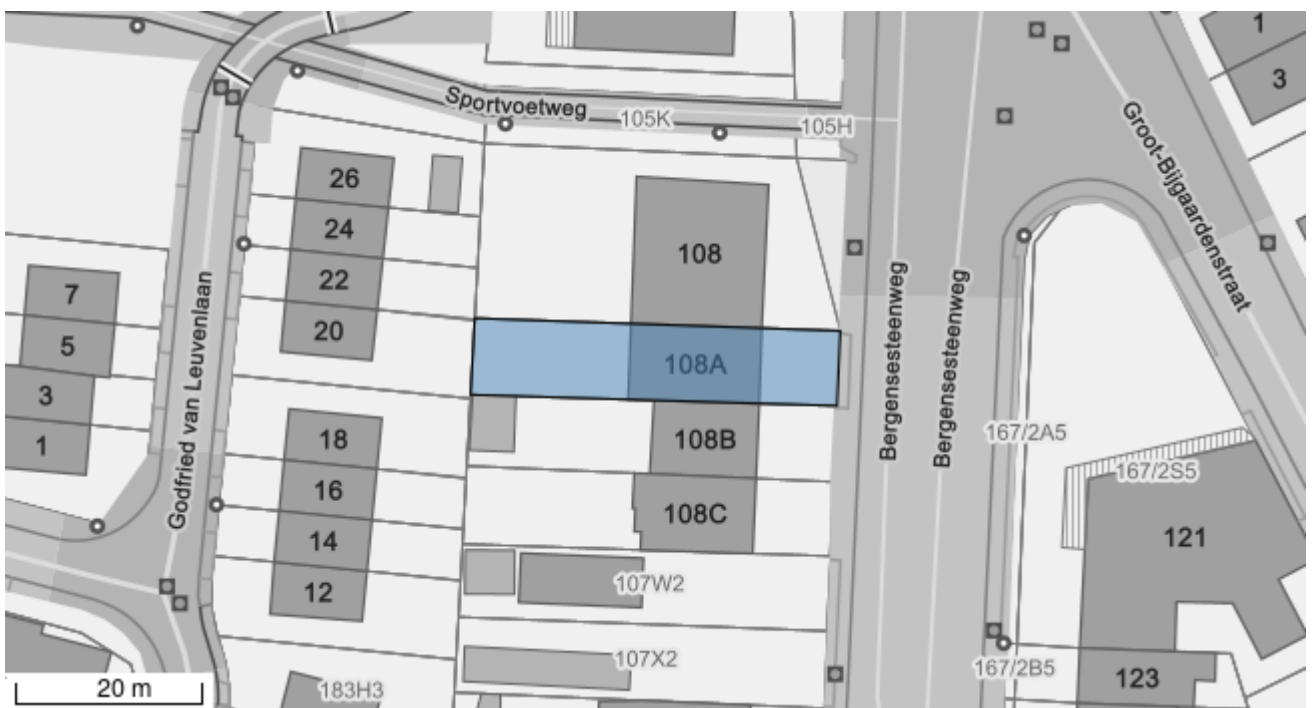 1
3
Sportvoetweg
105K
105H
Groot-Bijgaardenstraat
26
24
22
20
108
7
5
3
1
Godfried van Leuvenlaan
108A
Bergensesteenweg
Bergensesteenweg
18
16
14
12
108B
108C
167/2A5
167/2S5
121
107W2
107X2
183H3
167/2B5
123
20 m